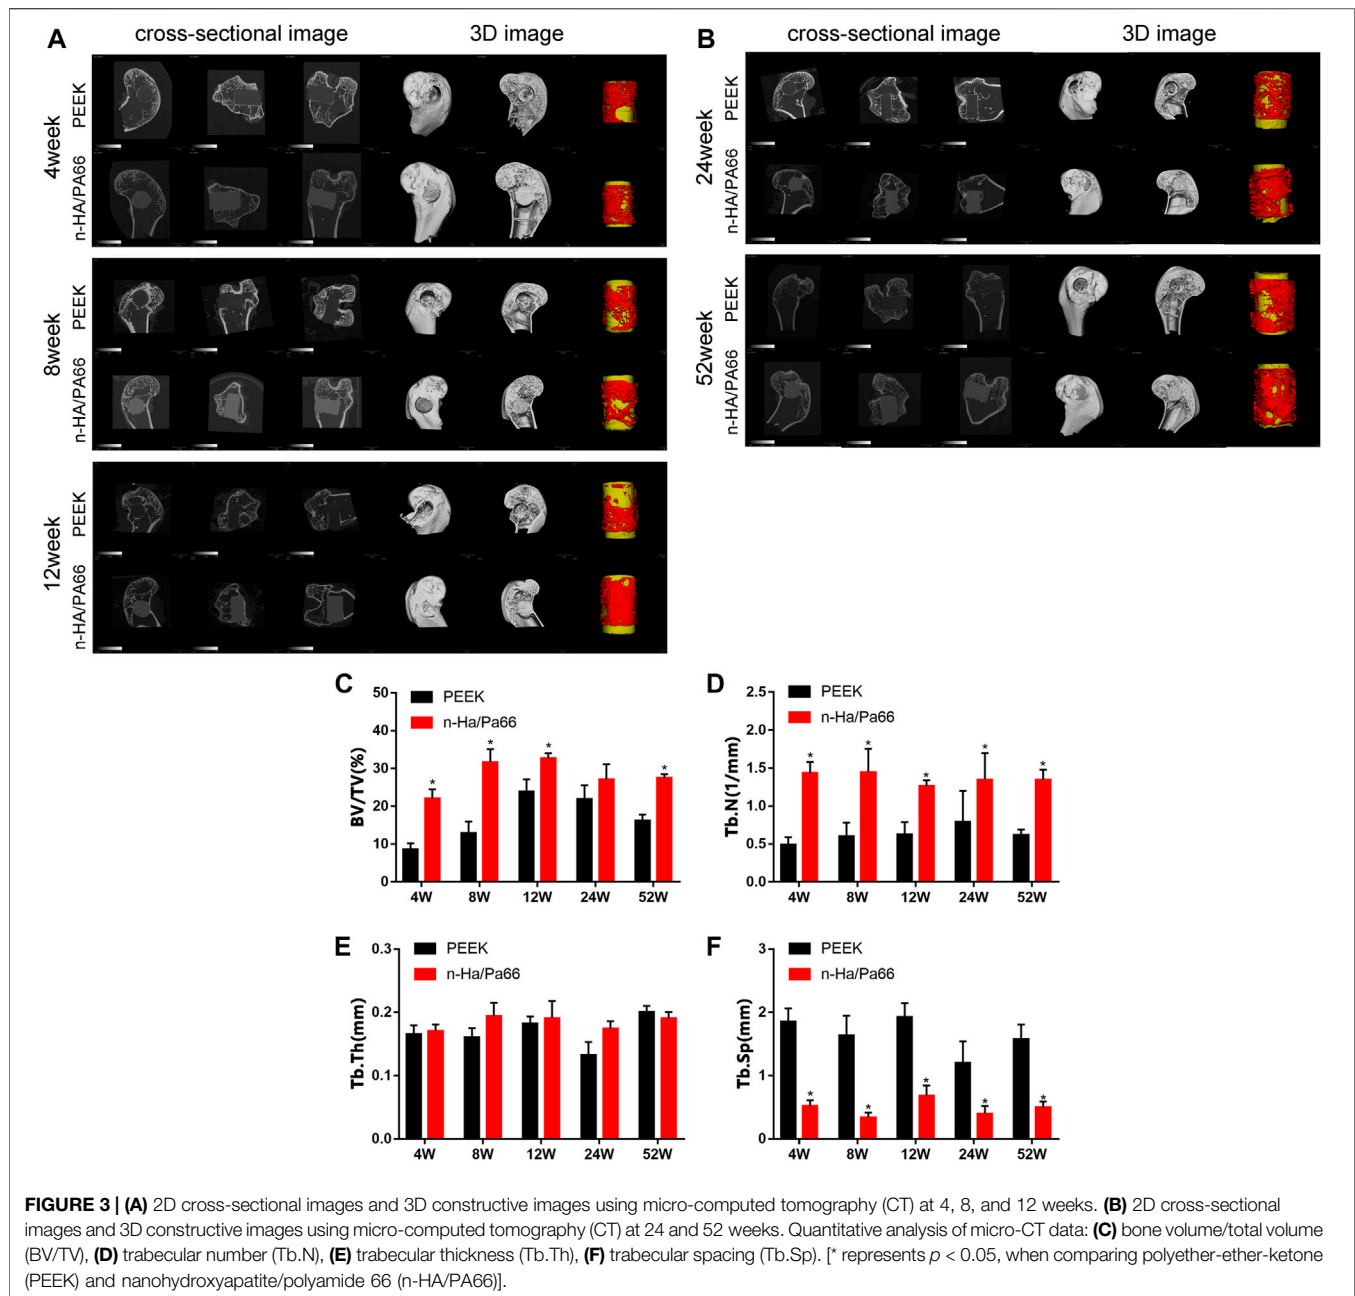 A
cross-sectional image
3D image
4week
PEEK
n-HA/PA66
8week
PEEK
n-HA/PA66
12week
PEEK
n-HA/PA66
B
cross-sectional image
3D image
24week
PEEK
n-HA/PA66
52week
PEEK
n-HA/PA66
C
PEEK
n-Ha/Pa66
BV/TV(%)
50
40
30
20
10
0
* * * *
4W 8W 12W 24W 52W
D
PEEK
n-Ha/Pa66
Tb.N(1/mm)
2.5
2.0
1.5
1.0
0.5
0.0
* * * * *
4W 8W 12W 24W 52W
E
PEEK
n-Ha/Pa66
Tb.Th(mm)
0.3
0.2
0.1
0.0
4W 8W 12W 24W 52W
F
PEEK
n-Ha/Pa66
Tb.Sp(mm)
3
2
1
0
* * * * *
4W 8W 12W 24W 52W
FIGURE 3 | (A) 2D cross-sectional images and 3D constructive images using micro-computed tomography (CT) at 4, 8, and 12 weeks. (B) 2D cross-sectional
images and 3D constructive images using micro-computed tomography (CT) at 24 and 52 weeks. Quantitative analysis of micro-CT data: (C) bone volume/total volume
(BV/TV), (D) trabecular number (Tb.N), (E) trabecular thickness (Tb.Th), (F) trabecular spacing (Tb.Sp). [* represents p < 0.05, when comparing polyether-ether-ketone
(PEEK) and nanohydroxyapatite/polyamide 66 (n-HA/PA66)].